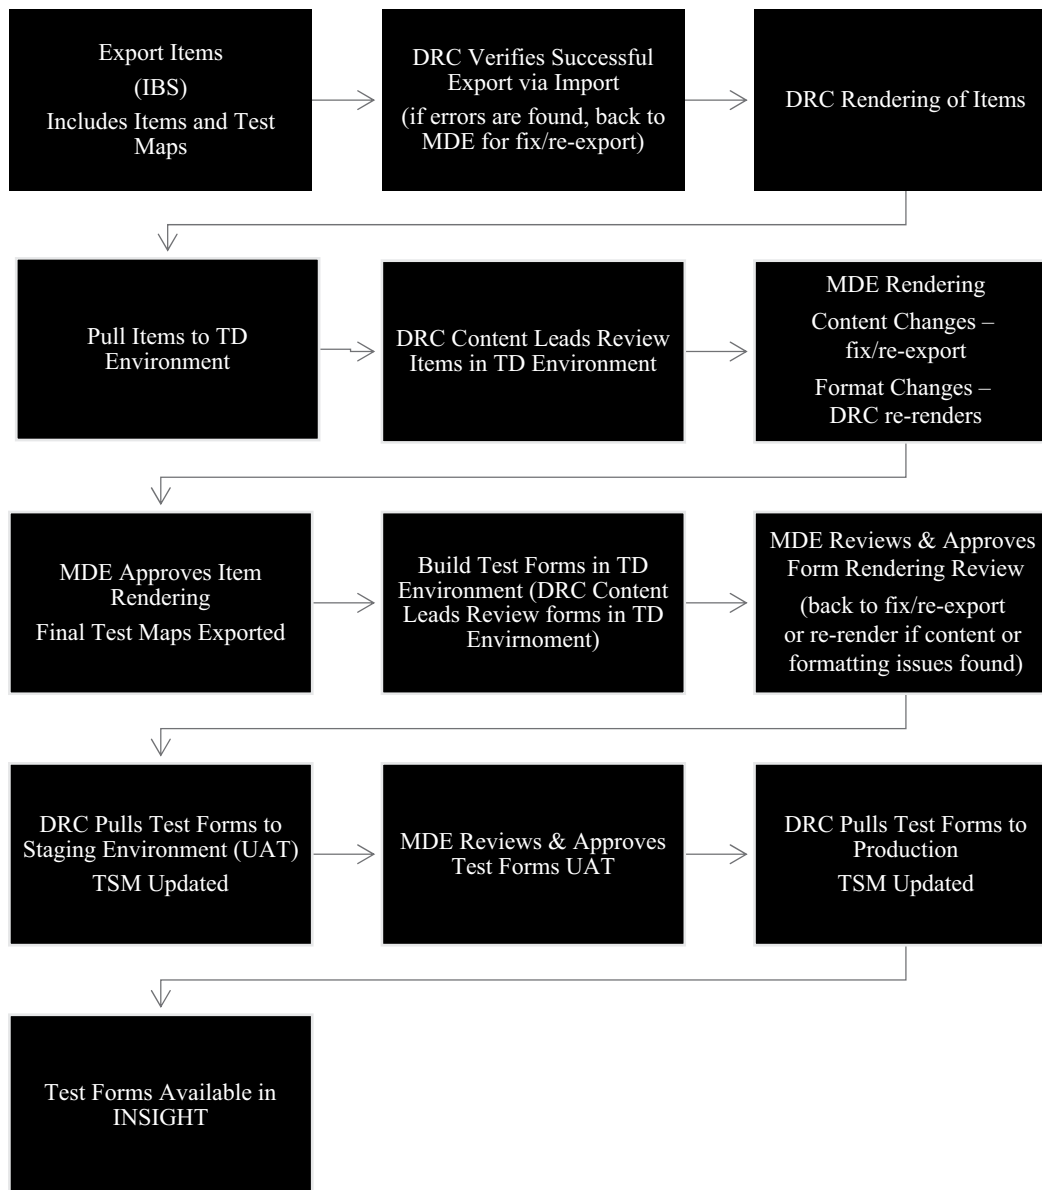 Export Items
(IBS)
Includes Items and Test
Maps
DRC Verifies Successful
Export via Import
(if errors are found, back to
MDE for fix/re-export)
DRC Rendering of Items
Pull Items to TD
Environment
DRC Content Leads Review
Items in TD Environment
MDE Rendering
Content Changes –
fix/re-export
Format Changes –
DRC re-renders
MDE Approves Item
Rendering
Final Test Maps Exported
Build Test Forms in TD
Environment (DRC Content
Leads Review forms in TD
Envirnoment)
MDE Reviews & Approves
Form Rendering Review
(back to fix/re-export
or re-render if content or
formatting issues found)
DRC Pulls Test Forms to
Staging Environment (UAT)
TSM Updated
MDE Reviews & Approves
Test Forms UAT
DRC Pulls Test Forms to
Production
TSM Updated
Test Forms Available in
INSIGHT